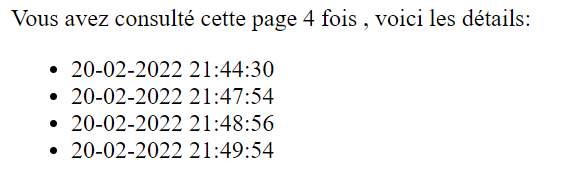 Vous avez consulté cette page 4 fois , voici les détails:
20-02-2022 21:44:30
20-02-2022 21:47:54
20-02-2022 21:48:56
20-02-2022 21:49:54